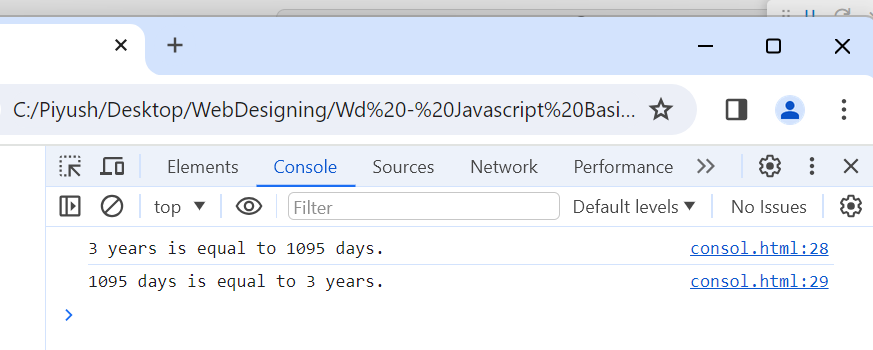 C:/Piyush/Desktop/WebDesigning/Wd%20-%20Javascript%20Basi...
Elements Console Sources Network Performance
top Filter Default levels No Issues
3 years is equal to 1095 days. consol.html:28
1095 days is equal to 3 years. consol.html:29